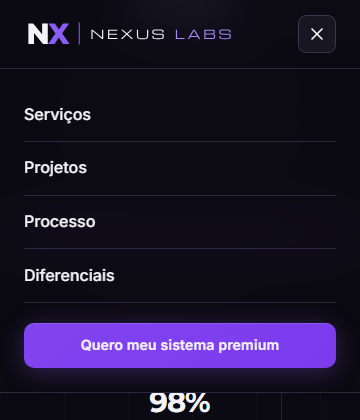 NX | NEXUS LABS
Serviços
Projetos
Processo
Diferenciais
Quero meu sistema premium
98%